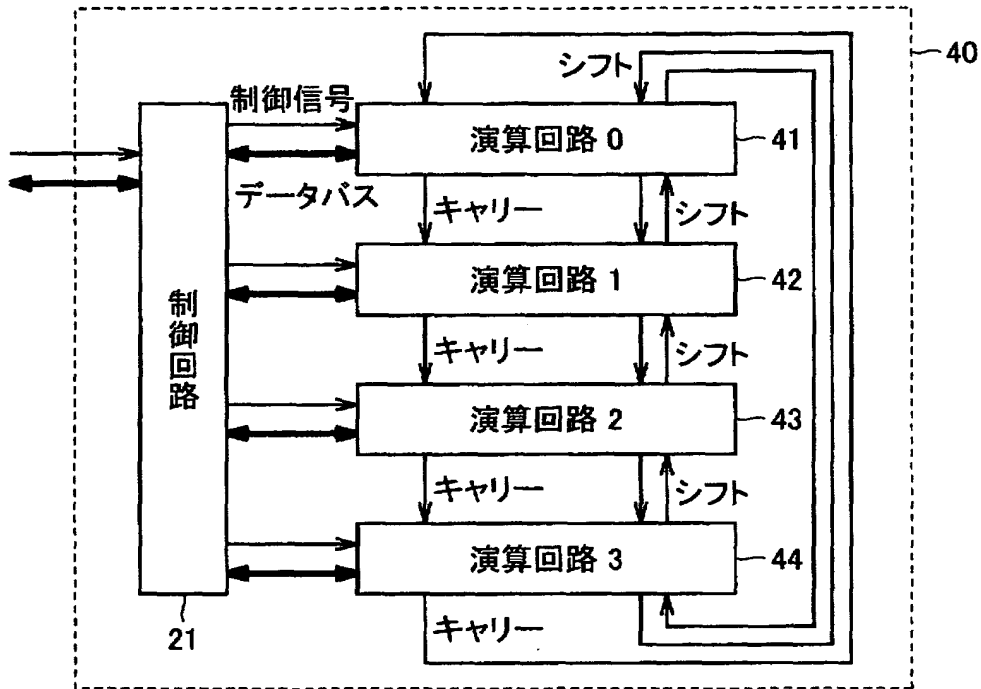 40
シフト
制御信号
演算回路 0
41
データバス
キャリー
シフト
演算回路 1
42
制御回路
キャリー
シフト
演算回路 2
43
キャリー
シフト
演算回路 3
44
21
キャリー